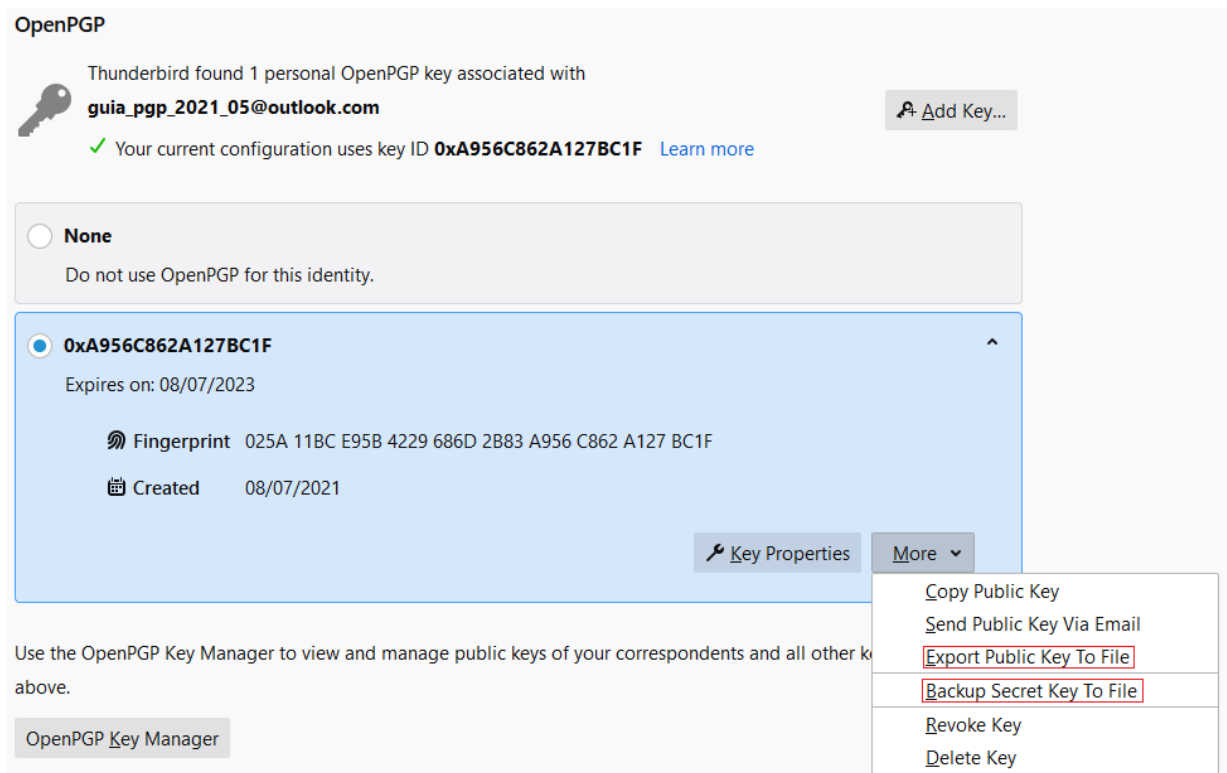 OpenPGP
Thunderbird found 1 personal OpenPGP key associated with
guia_pgp_2021_05@outlook.com
Add Key...
Your current configuration uses key ID 0xA956C862A127BC1F Learn more
None
Do not use OpenPGP for this identity.
0xA956C862A127BC1F
Expires on: 08/07/2023
Fingerprint 025A 11BC E95B 4229 686D 2B83 A956 C862 A127 BC1F
Created 08/07/2021
Key Properties More
Copy Public Key
Send Public Key Via Email
Export Public Key To File
Backup Secret Key To File
Revoke Key
Delete Key
Use the OpenPGP Key Manager to view and manage public keys of your correspondents and all other
above.
OpenPGP Key Manager